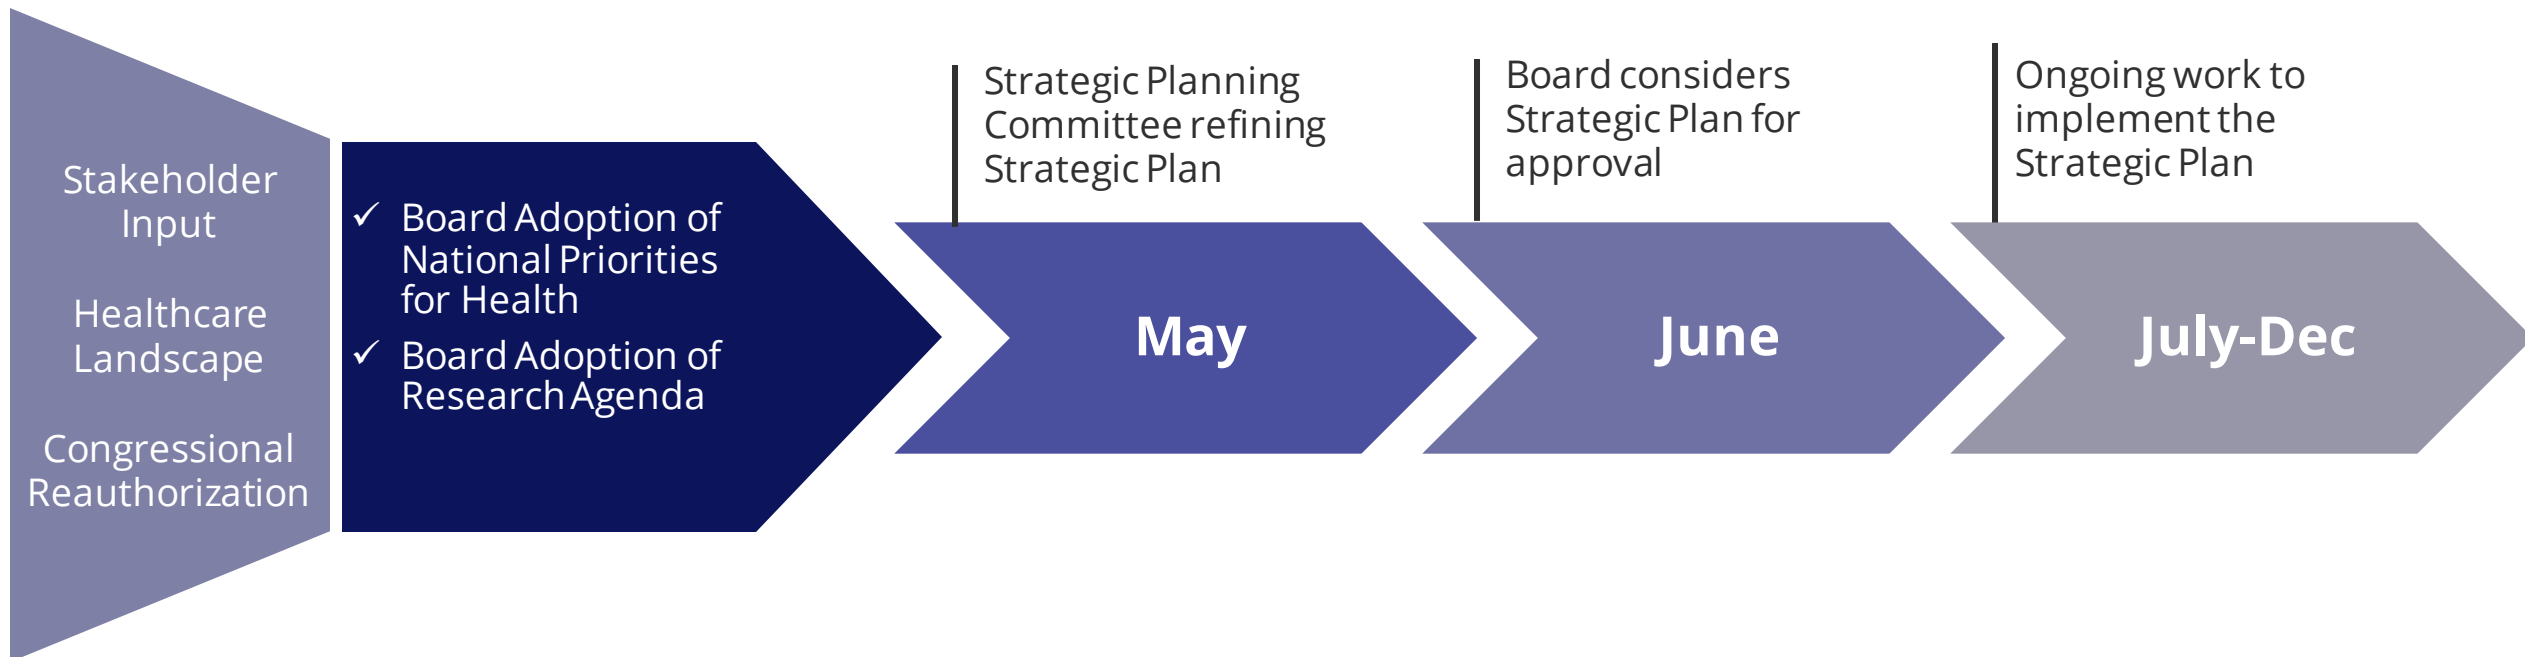 Stakeholder
Input
Healthcare
Landscape
Congressional
Reauthorization
✓ Board Adoption of
National Priorities
for Health
✓ Board Adoption of
Research Agenda
Strategic Planning
Committee refining
Strategic Plan
May
Board considers
Strategic Plan for
approval
June
Ongoing work to
implement the
Strategic Plan
July-Dec